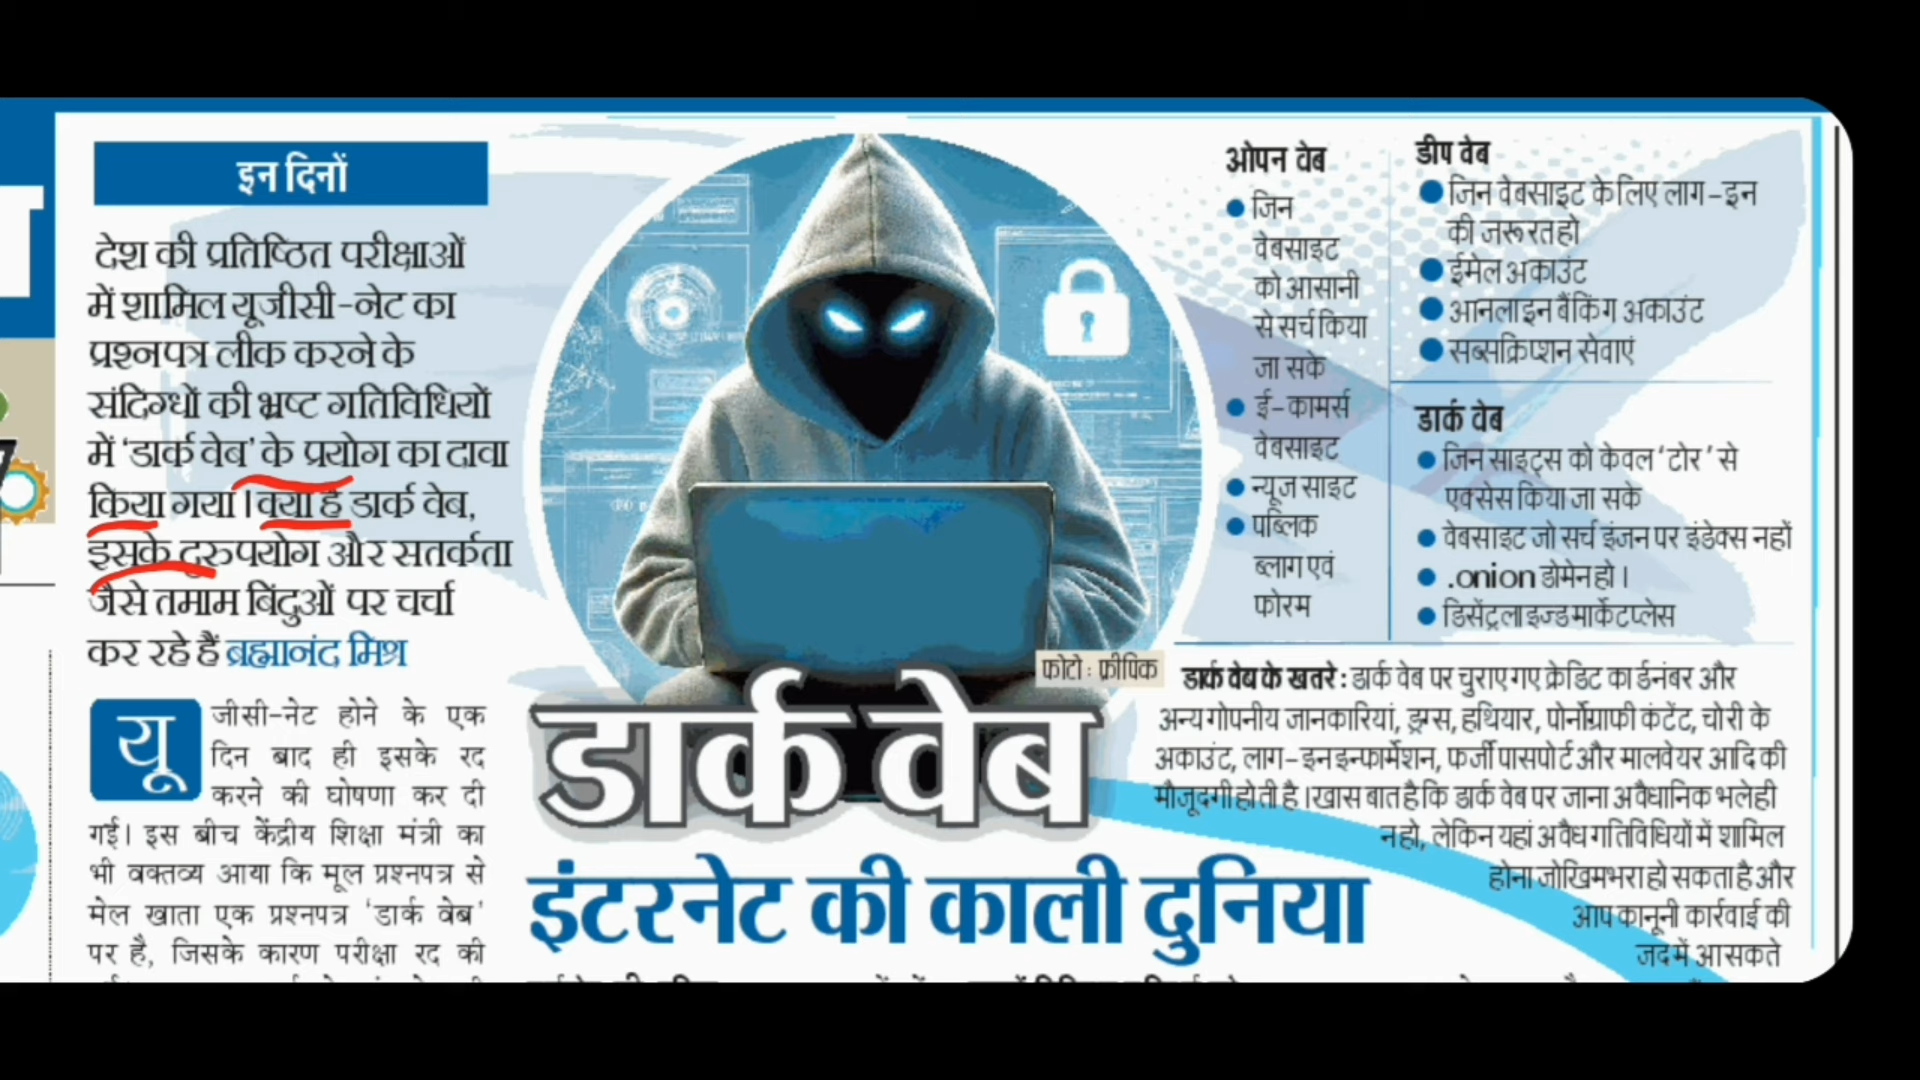 इन दिनों
देश की प्रतिष्ठित परीक्षाओं
में शामिल यूजीसी-नेट का
प्रश्नपत्र लीक करने के
संदिग्धों की भ्रष्ट गतिविधियों
में 'डार्क वेब' के प्रयोग का दावा
किया गया। क्या है डार्क वेब,
इसके दुरुपयोग और सतर्कता
जैसे तमाम बिंदुओं पर चर्चा
कर रहे हैं ब्रह्मानंद मिश्र
यू
जीसी-नेट होने के एक
दिन बाद ही इसके रद
करने की घोषणा कर दी
गई। इस बीच केंद्रीय शिक्षा मंत्री का
भी वक्तव्य आया कि मूल प्रश्नपत्र से
मेल खाता एक प्रश्नपत्र 'डार्क वेब'
पर है, जिसके कारण परीक्षा रद की
फोटो : फ्रीपिक
डार्क वेब
इंटरनेट की काली दुनिया
ओपन वेब
जिन
वेबसाइट
को आसानी
से सर्च किया
जा सके
ई-कामर्स
वेबसाइट
न्यूज साइट
पब्लिक
ब्लाग एवं
फोरम
डीप वेब
जिन वेबसाइट के लिए लाग-इन
की जरूरत हो
ईमेल अकाउंट
आनलाइन बैंकिंग अकाउंट
सब्सक्रिप्शन सेवाएं
डार्क वेब
जिन साइट्स को केवल 'टोर' से
एक्सेस किया जा सके
वेबसाइट जो सर्च इंजन पर इंडेक्स नहों
.onion डोमेन हो।
डिसेंट्रलाइज्ड मार्केटप्लेस
डार्क वेब के खतरे : डार्क वेब पर चुराए गए क्रेडिट कार्ड नंबर और
अन्य गोपनीय जानकारियां, ड्रग्स, हथियार, पोर्नोग्राफी कंटेंट, चोरी के
अकाउंट, लाग-इन इन्फार्मेशन, फर्जी पासपोर्ट और मालवेयर आदि की
मौजूदगी होती है। खास बात है कि डार्क वेब पर जाना अवैधानिक भले ही
न हो, लेकिन यहां अवैध गतिविधियों में शामिल
होना जोखिम भरा हो सकता है और
आप कानूनी कार्रवाई की
जद में आ सकते